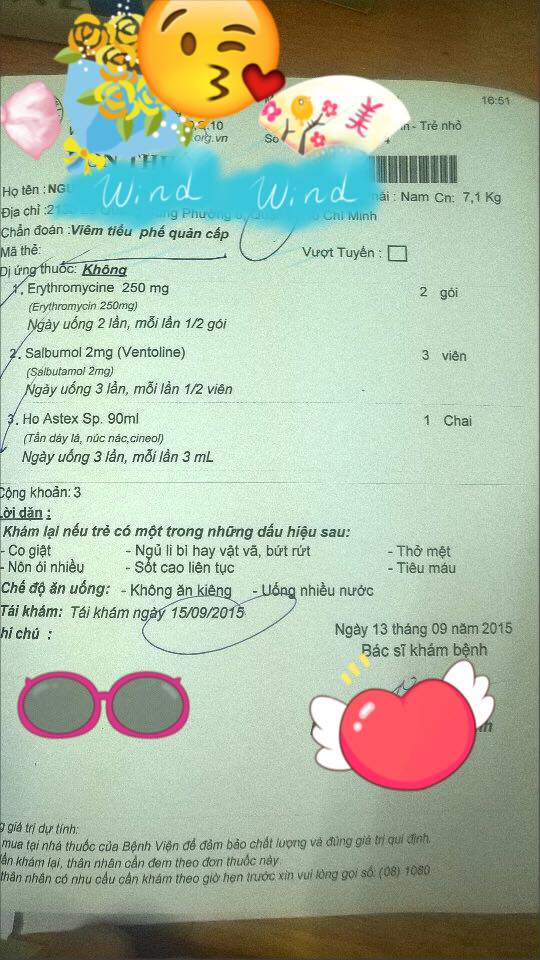 16:51
.10
n - Trẻ nhỏ
.org.vn
Số
Wind Wind
美
Họ tên : NGU : Nam Cn: 7,1 Kg
Địa chỉ :21 Phường Chí Minh
Chẩn đoán :Viêm tiểu phế quản cấp
Mã thẻ: Vượt Tuyến :
Dị ứng thuốc: Không
1. Erythromycine 250 mg 2 gói
(Erythromycin 250mg)
Ngày uống 2 lần, mỗi lần 1/2 gói
2. Salbumol 2mg (Ventoline) 3 viên
(Salbutamol 2mg)
Ngày uống 3 lần, mỗi lần 1/2 viên
3. Ho Astex Sp. 90ml 1 Chai
(Tần dày lá, núc nác,cineol)
Ngày uống 3 lần, mỗi lần 3 mL
Cộng khoản: 3
Lời dặn :
Khám lại nếu trẻ có một trong những dấu hiệu sau:
- Co giật - Ngủ li bì hay vật vã, bứt rứt - Thở mệt
- Nôn ói nhiều - Sốt cao liên tục - Tiêu máu
Chế độ ăn uống: - Không ăn kiêng - Uống nhiều nước
Tái khám: Tái khám ngày 15/09/2015
hi chú :
Ngày 13 tháng 09 năm 2015
Bác sĩ khám bệnh
g giá trị dự tính:
mua tại nhà thuốc của Bệnh Viện để đảm bảo chất lượng và đúng giá trị qui định.
lần khám lại, thân nhân cần đem theo đơn thuốc này
thân nhân có nhu cầu cần khám theo giờ hẹn trước xin vui lòng gọi số: (08) 1080